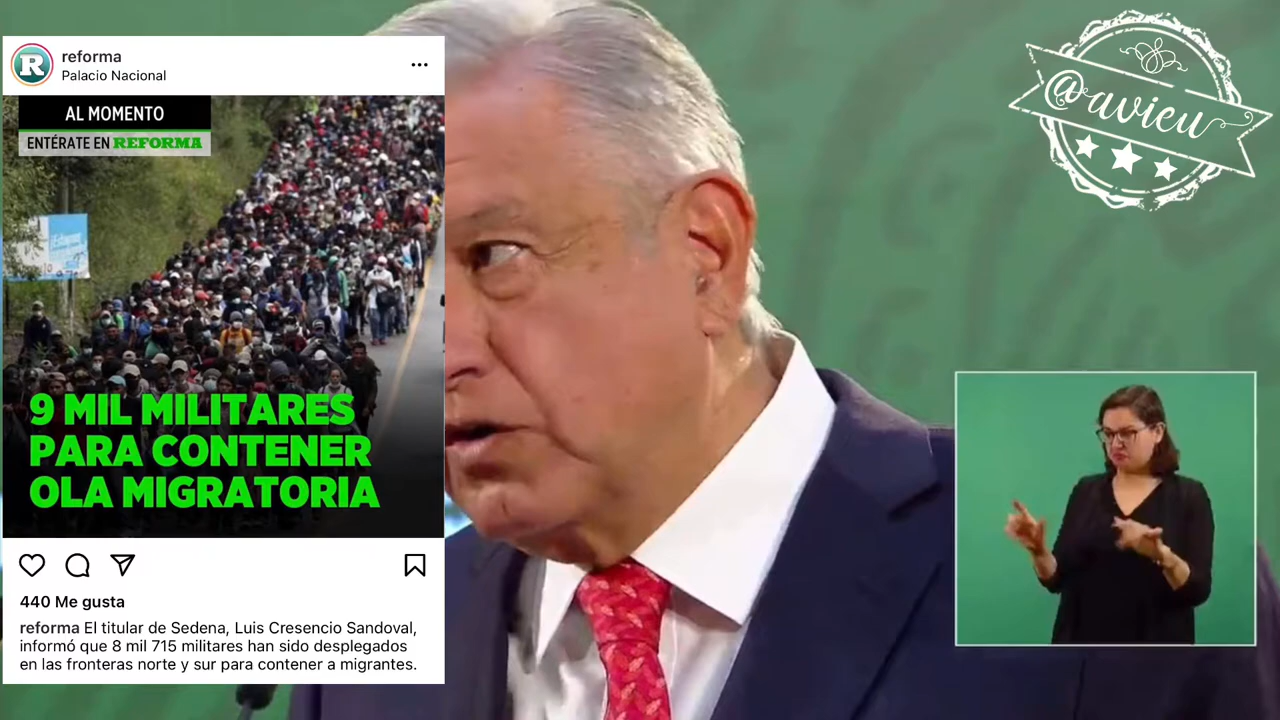 reforma
Palacio Nacional
R
AL MOMENTO
ENTÉRATE EN REFORMA
9 MIL MILITARES
PARA CONTENER
OLA MIGRATORIA
440 Me gusta
reforma El titular de Sedena, Luis Cresencio Sandoval,
informó que 8 mil 715 militares han sido desplegados
en las fronteras norte y sur para contener a migrantes.
@avieu